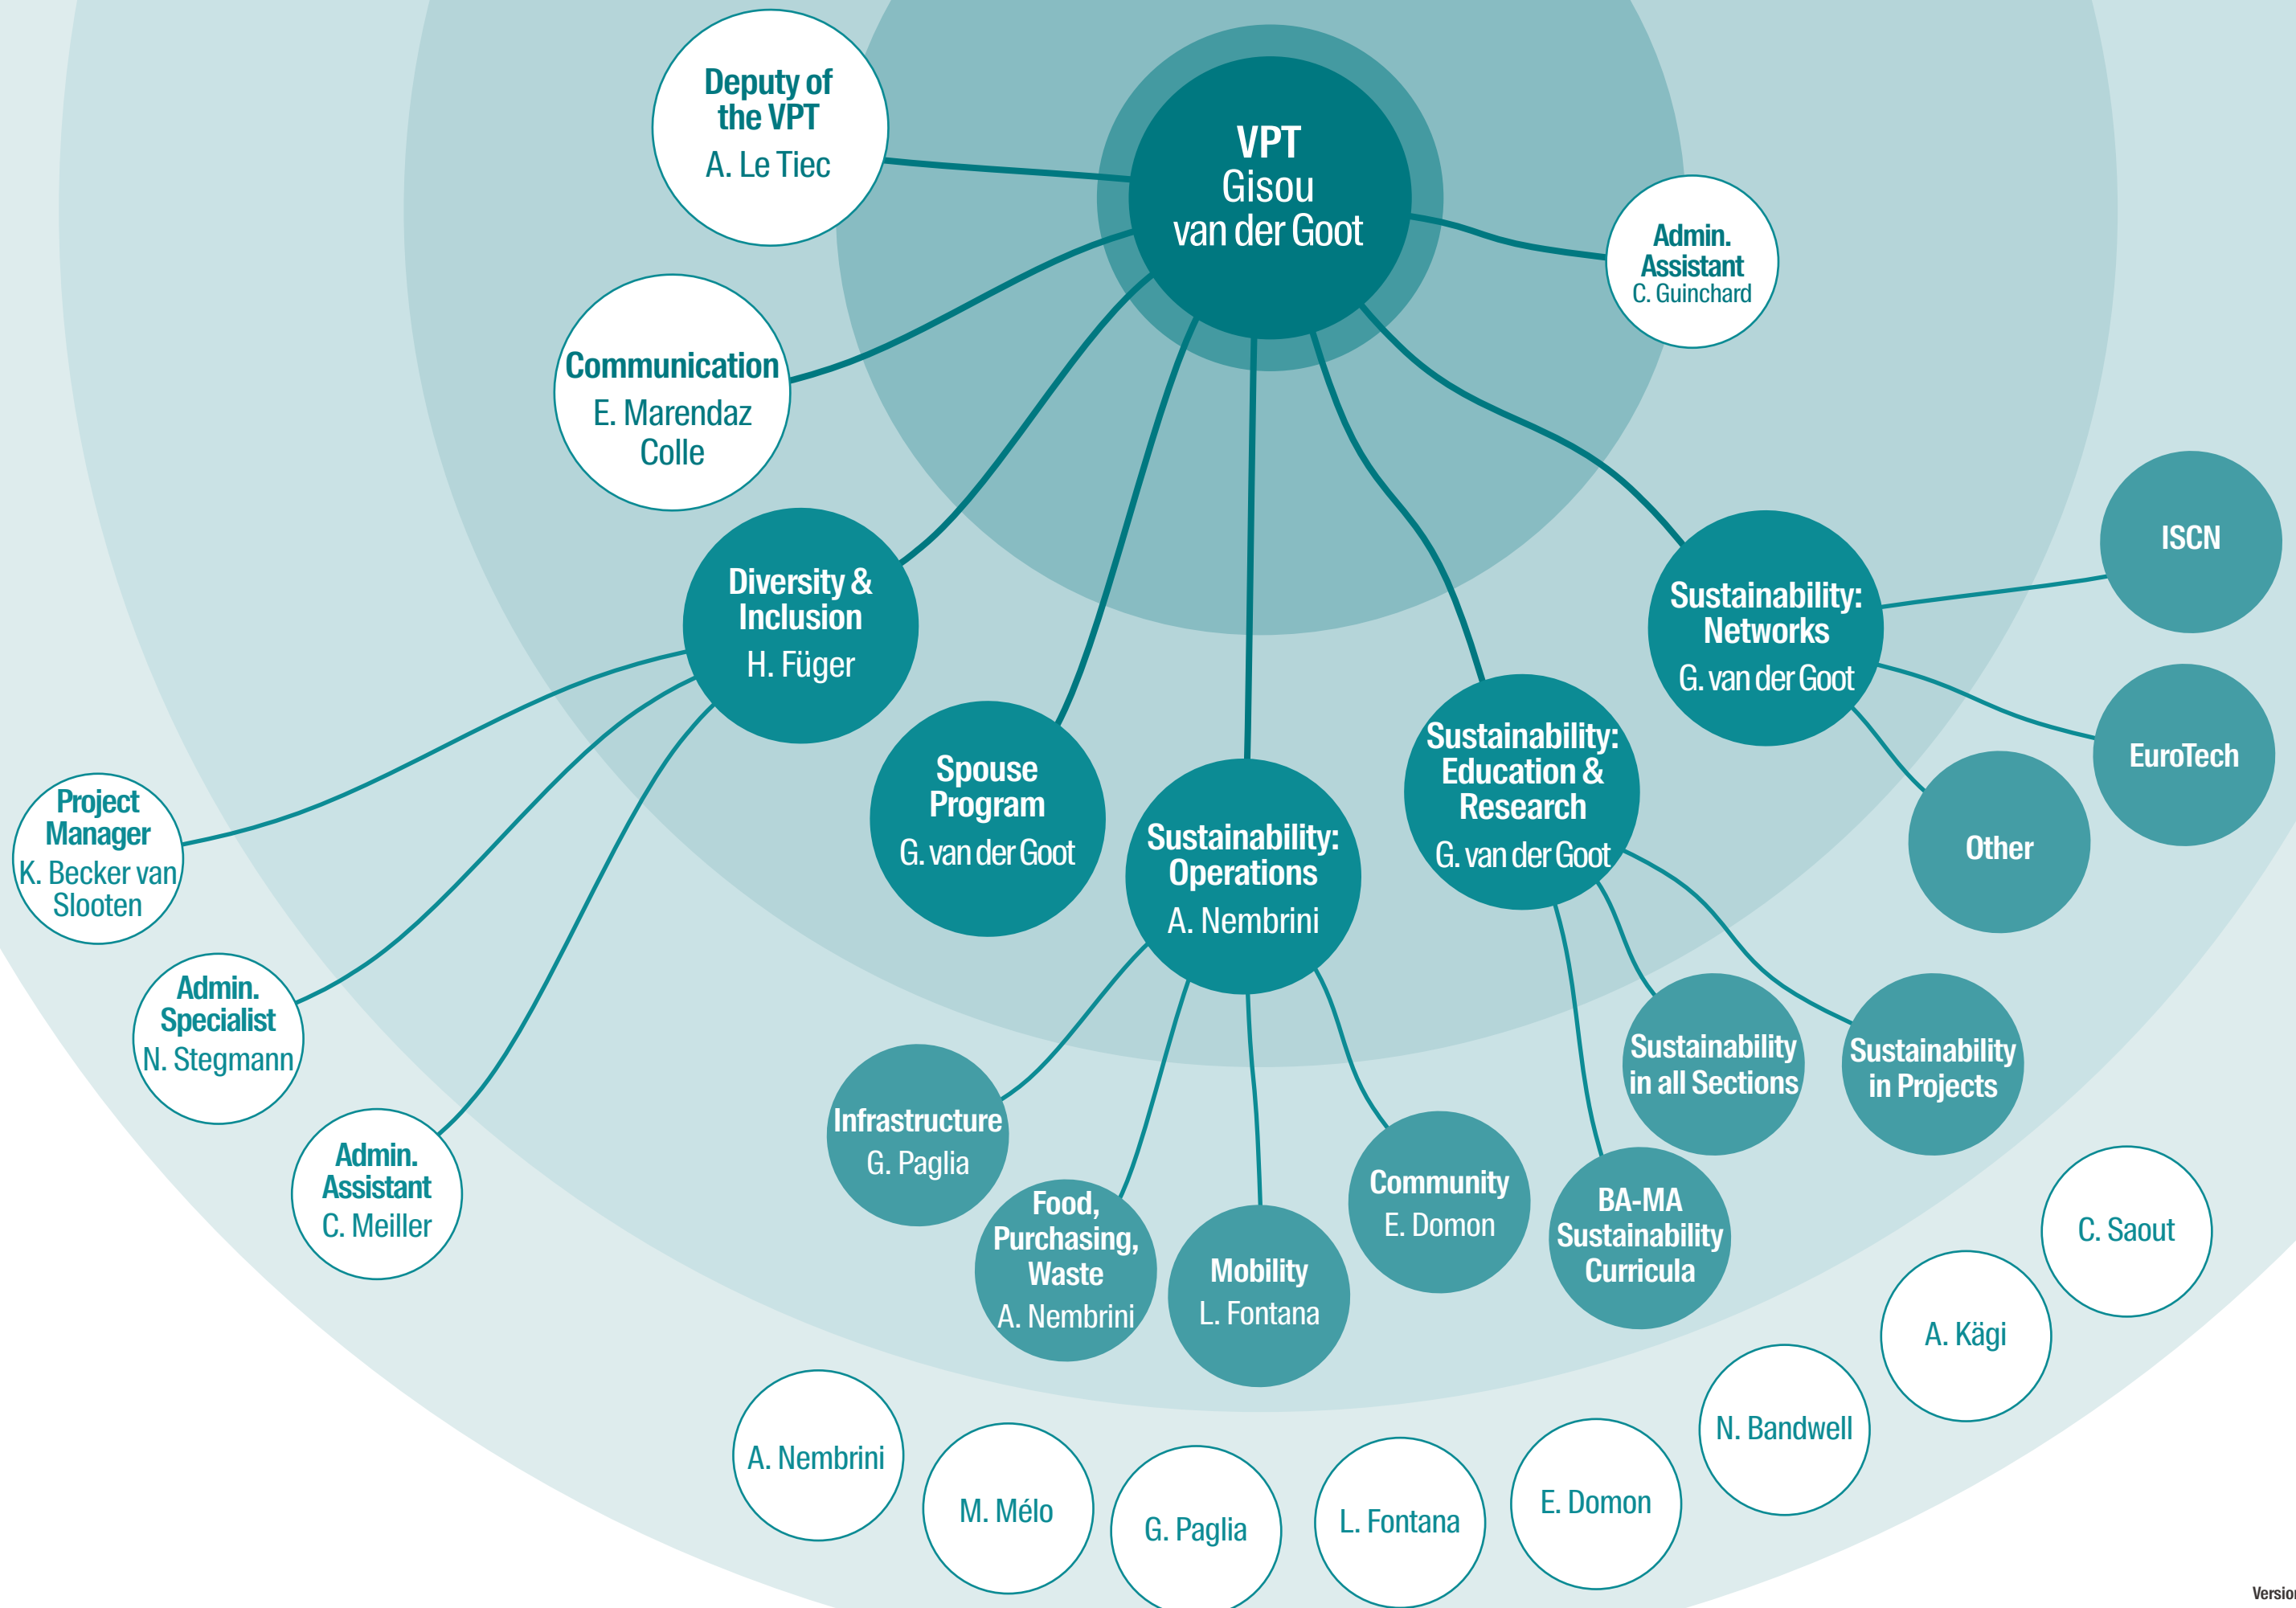 Deputy of
the VPT
A. Le Tiec
VPT
Gisou
van der Goot
Admin.
Assistant
C. Guinchard
Communication
E. Marendaz
Colle
Diversity &
Inclusion
H. Füger
Spouse
Program
G. van der Goot
Sustainability:
Operations
A. Nembrini
Sustainability:
Education &
Research
G. van der Goot
Sustainability:
Networks
G. van der Goot
ISCN
EuroTech
Other
Project
Manager
K. Becker van
Slooten
Admin.
Specialist
N. Stegmann
Admin.
Assistant
C. Meiller
Infrastructure
G. Paglia
Food,
Purchasing,
Waste
A. Nembrini
Mobility
L. Fontana
Community
E. Domon
BA-MA
Sustainability
Curricula
Sustainability
in all Sections
Sustainability
in Projects
A. Nembrini
M. Mélo
G. Paglia
L. Fontana
E. Domon
N. Bandwell
A. Kägi
C. Saout
Version